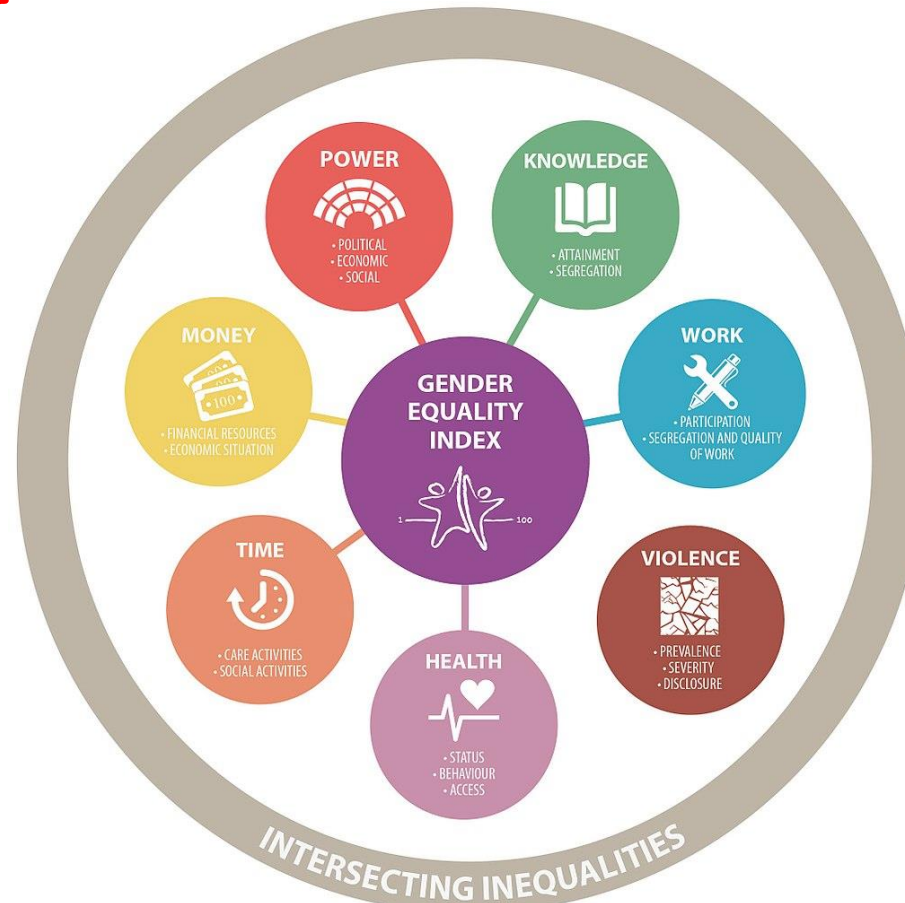 POWER
• POLITICAL
• ECONOMIC
• SOCIAL
KNOWLEDGE
• ATTAINMENT
• SEGREGATION
MONEY
100
• FINANCIAL RESOURCES
• ECONOMIC SITUATION
GENDER
EQUALITY
INDEX
1
100
WORK
• PARTICIPATION
• SEGREGATION AND QUALITY
OF WORK
TIME
• CARE ACTIVITIES
• SOCIAL ACTIVITIES
VIOLENCE
• PREVALENCE
• SEVERITY
• DISCLOSURE
HEALTH
• STATUS
• BEHAVIOUR
• ACCESS
INTERSECTING INEQUALITIES